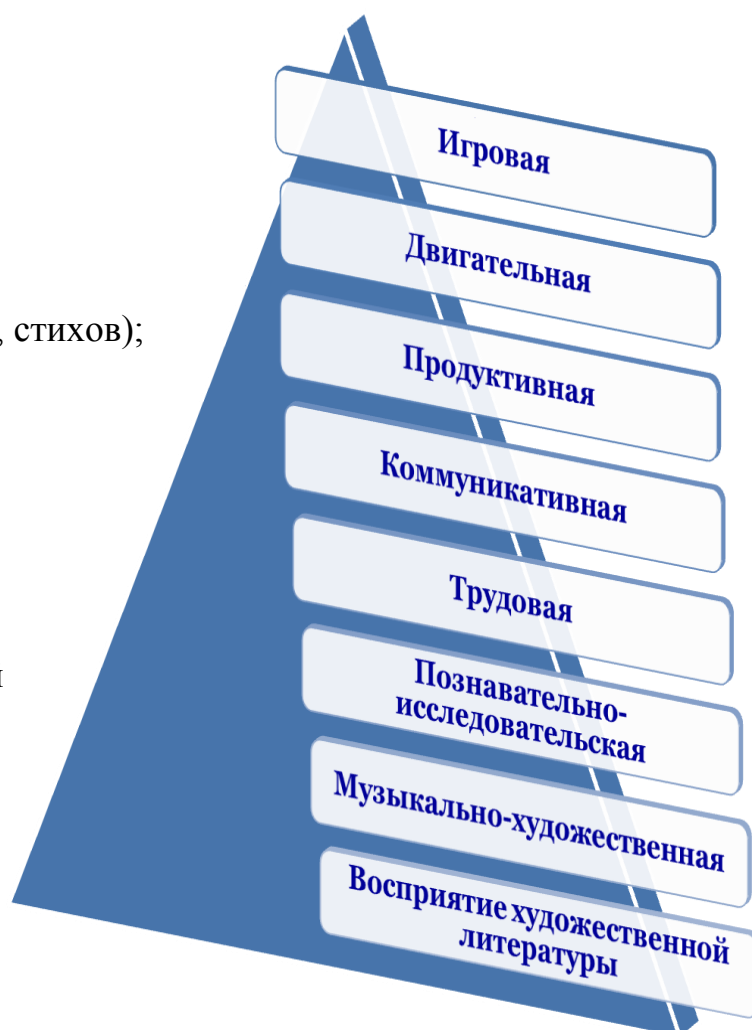 Игровая
Двигательная
, стихов);
Продуктивная
Коммуникативная
Трудовая
Познавательно-
исследовательская
Музыкально-художественная
Восприятие художественной
литературы